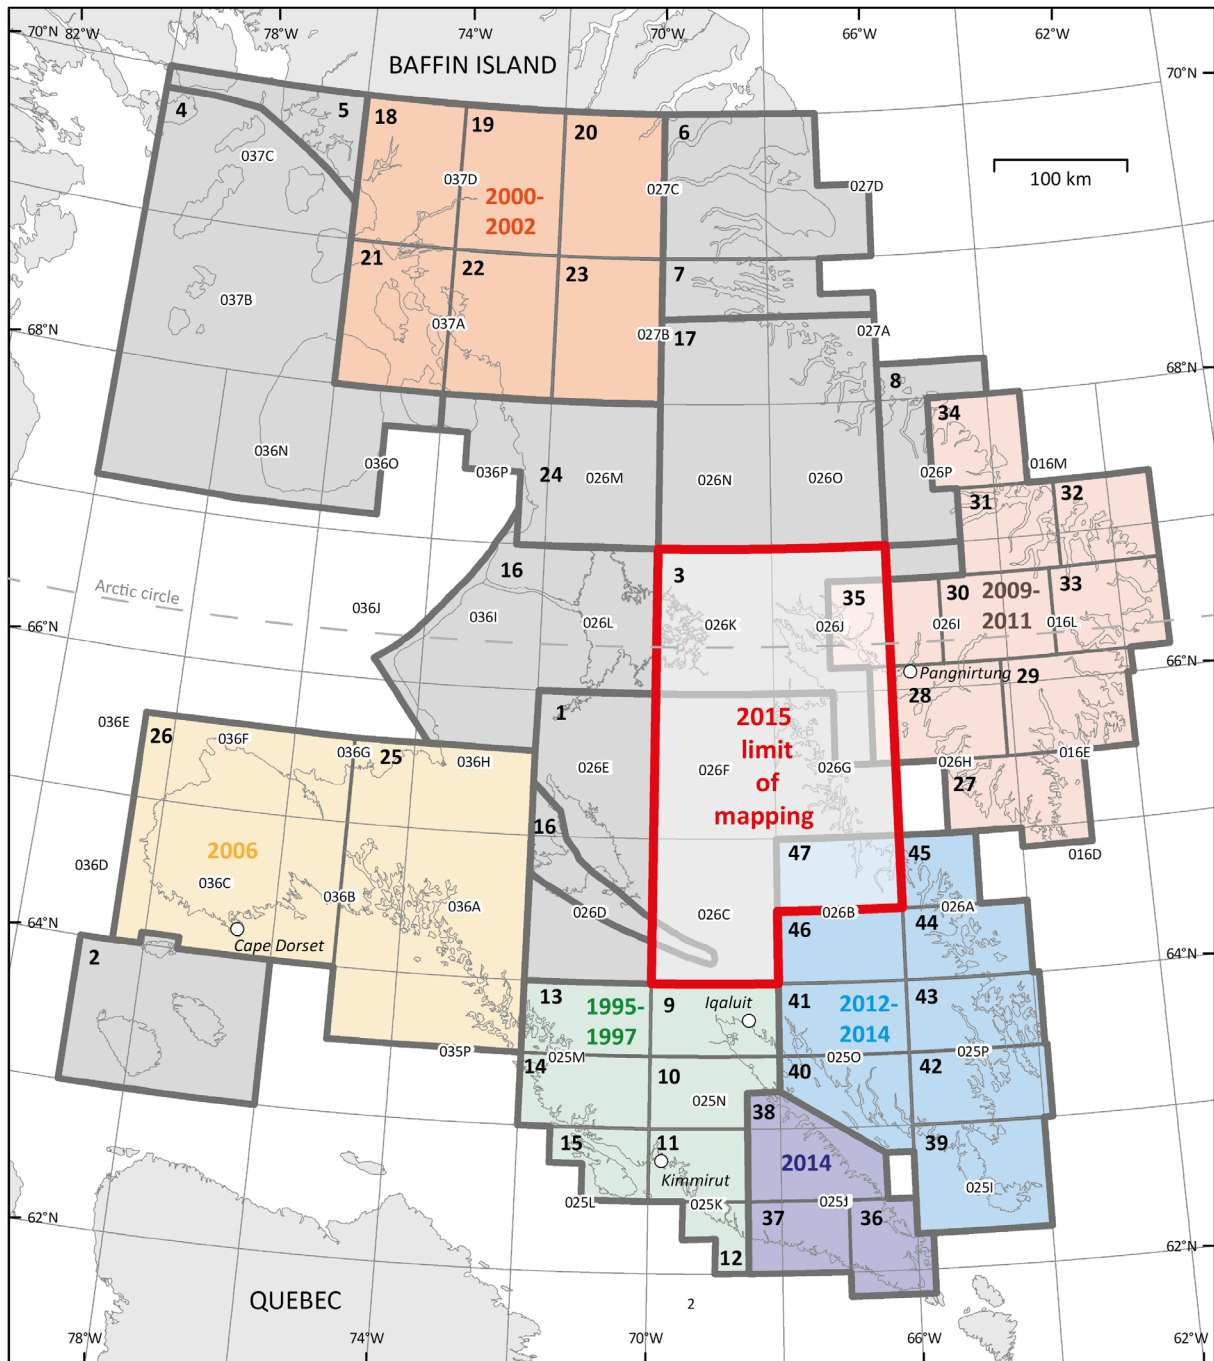 82°W
78°W
74°W
70°W
66°W
62°W
70°N
BAFFIN ISLAND
70°N
4
5
18
19
20
6
037C
037D
027C
027D
100 km
2000-
2002
21
22
23
7
037B
037A
027B
027A
68°N
17
68°N
8
34
036N
036O
036P
24
026M
026N
026O
026P
016M
31
32
16
3
35
30
2009-
2011
33
Arctic circle
036J
036I
026L
026K
026J
026I
016L
66°N
66°N
Pangnirtung
28
29
1
2015
limit
of
mapping
036E
26
036F
036G
25
036H
026E
026F
026G
026H
016E
27
16
47
45
2006
036D
036C
036B
036A
026D
026C
026B
026A
016D
64°N
Cape Dorset
46
44
2
64°N
13
1995-
1997
9
Iqaluit
41
2012-
2014
43
035P
025M
025O
025P
14
10
40
42
025N
38
15
11
39
Kimmirut
2014
025L
025K
025J
025I
62°N
37
36
12
62°N
QUEBEC
2
78°W
74°W
70°W
66°W
62°W